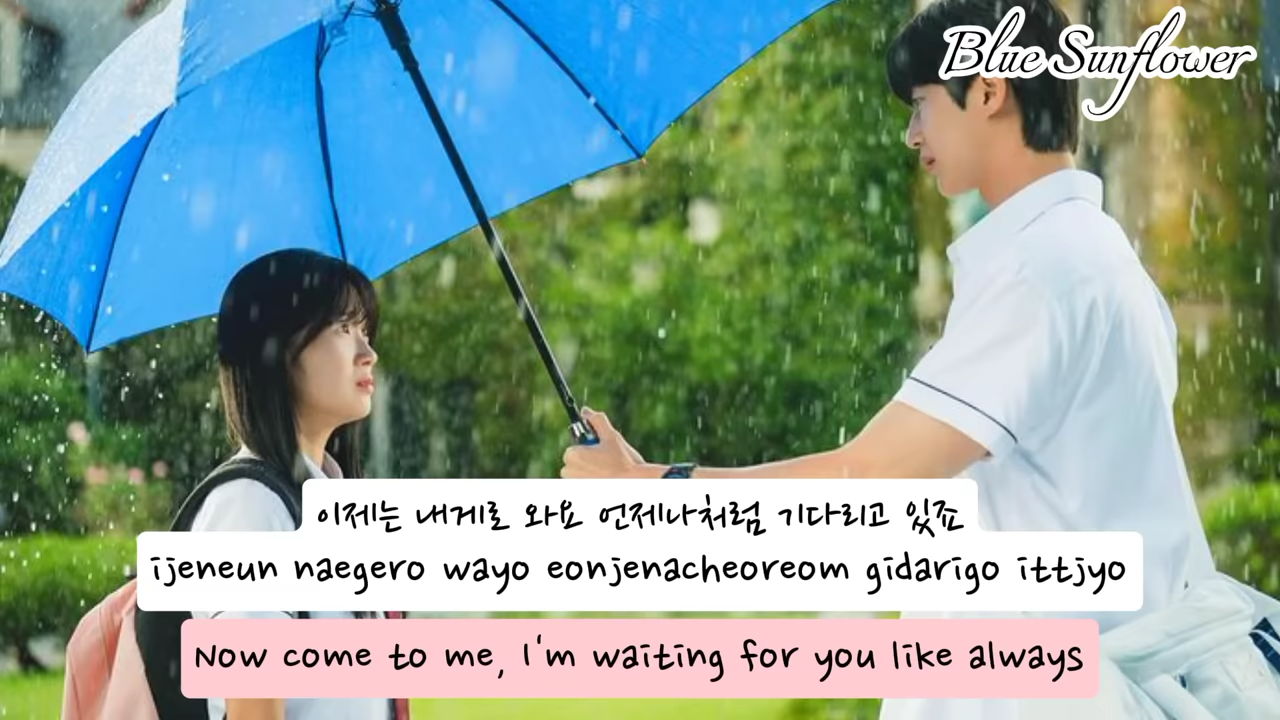 Blue Sunflower
이제는 내게로 와요 언제나처럼 기다리고 있죠
ijeneun naegero wayo eonjenacheoreom gidarigo ittjyo
Now come to me, I'm waiting for you like always